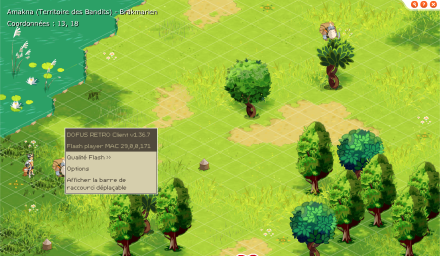 Amakna (Territoire des Bandits) - Brakmarien
Coordonnées : 13, 18
DOFUS RETRO Client v1.36.7
Flash player MAC 29,0,0,171
Qualité Flash >>
Options
Afficher la barre de
raccourci déplaçable